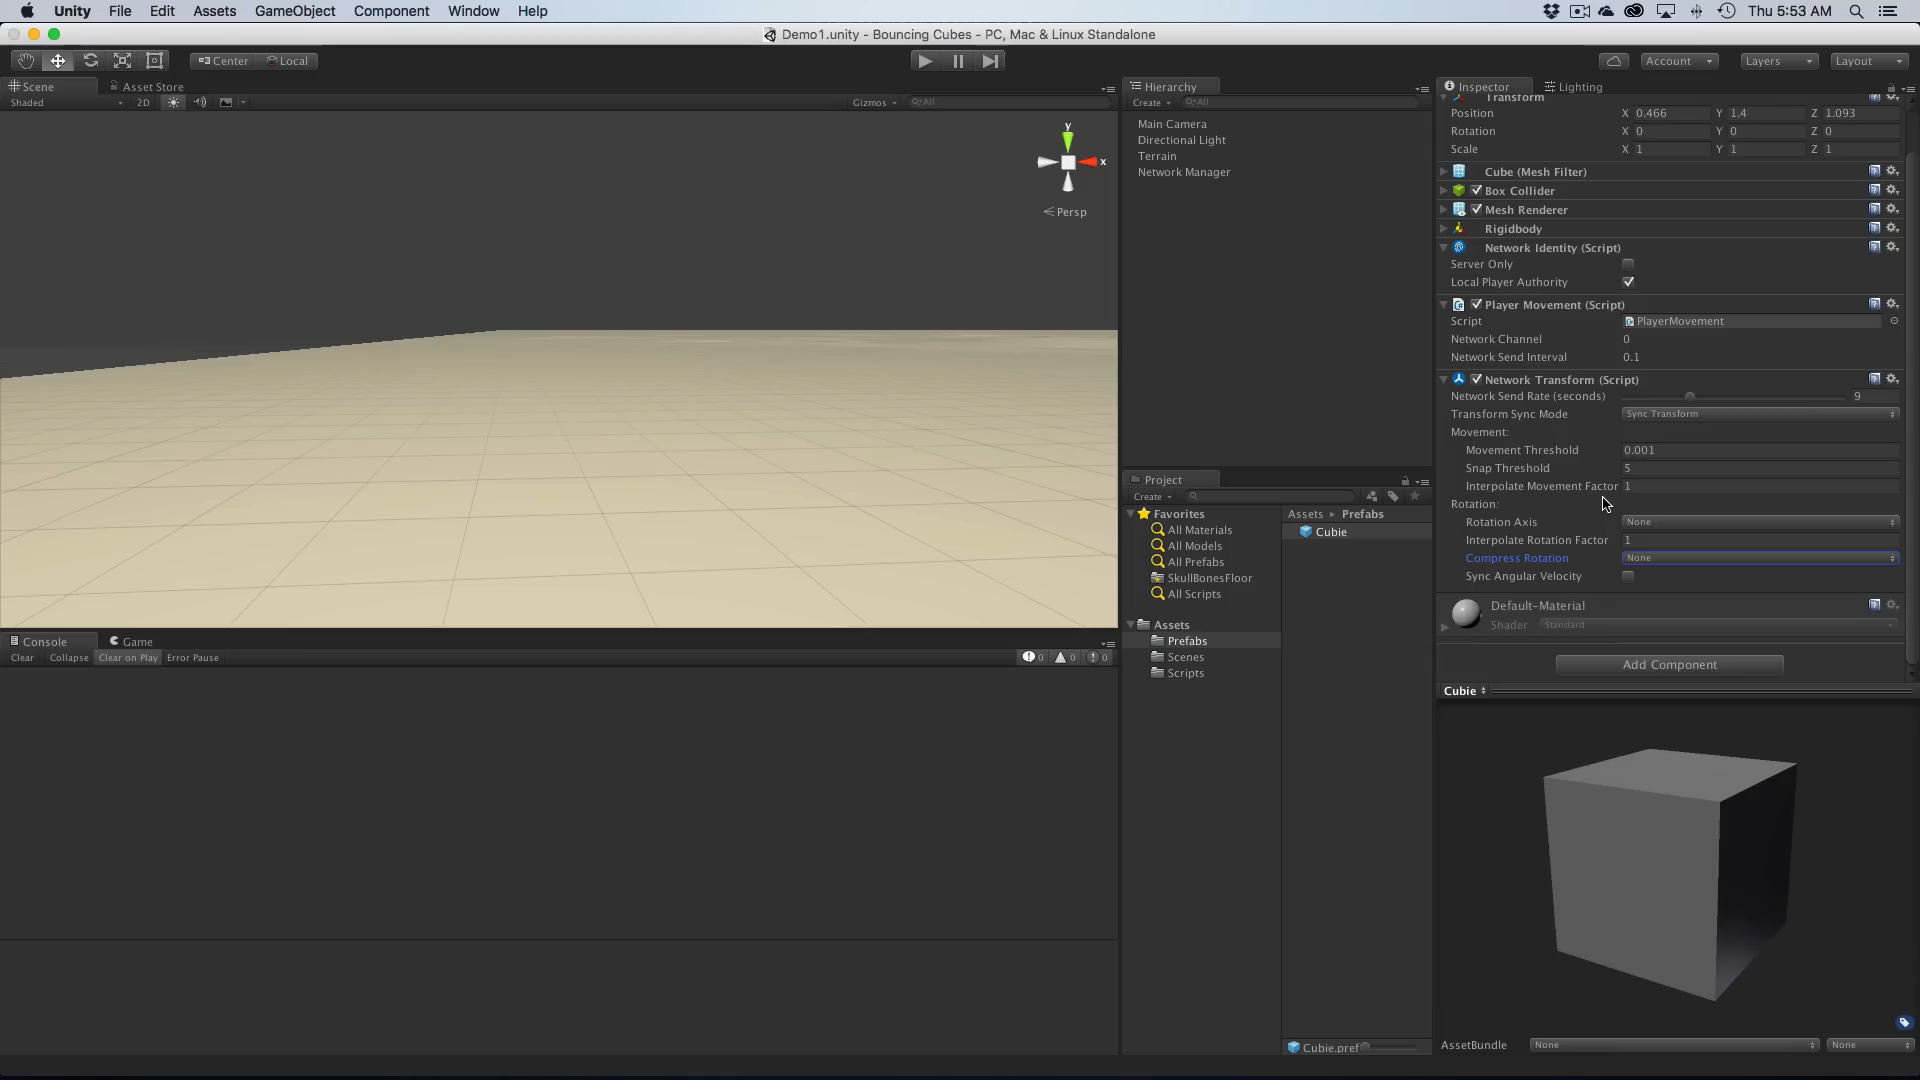 Unity File Edit Assets GameObject Component Window Help Thu 5:53 AM
Demo1.unity - Bouncing Cubes - PC, Mac & Linux Standalone
Center Local Account Layers Layout
Scene Asset Store
Shaded 2D Gizmos All
y
x
Persp
Hierarchy
Create All
Main Camera
Directional Light
Terrain
Network Manager
Project
Create
Favorites
All Materials
All Models
All Prefabs
SkullBonesFloor
All Scripts
Assets
Prefabs
Scenes
Scripts
Assets Prefabs
Cubie
Cubie.pref
Console Game
Clear Collapse Clear on Play Error Pause 0 0 0
Inspector Lighting
Transform
Position X 0.466 Y 1.4 Z 1.093
Rotation X 0 Y 0 Z 0
Scale X 1 Y 1 Z 1
Cube (Mesh Filter)
Box Collider
Mesh Renderer
Rigidbody
Network Identity (Script)
Server Only
Local Player Authority
Player Movement (Script)
Script PlayerMovement
Network Channel 0
Network Send Interval 0.1
Network Transform (Script)
Network Send Rate (seconds) 9
Transform Sync Mode Sync Transform
Movement:
Movement Threshold 0.001
Snap Threshold 5
Interpolate Movement Factor 1
Rotation:
Rotation Axis None
Interpolate Rotation Factor 1
Compress Rotation None
Sync Angular Velocity
Default-Material
Shader Standard
Add Component
Cubie
AssetBundle None None